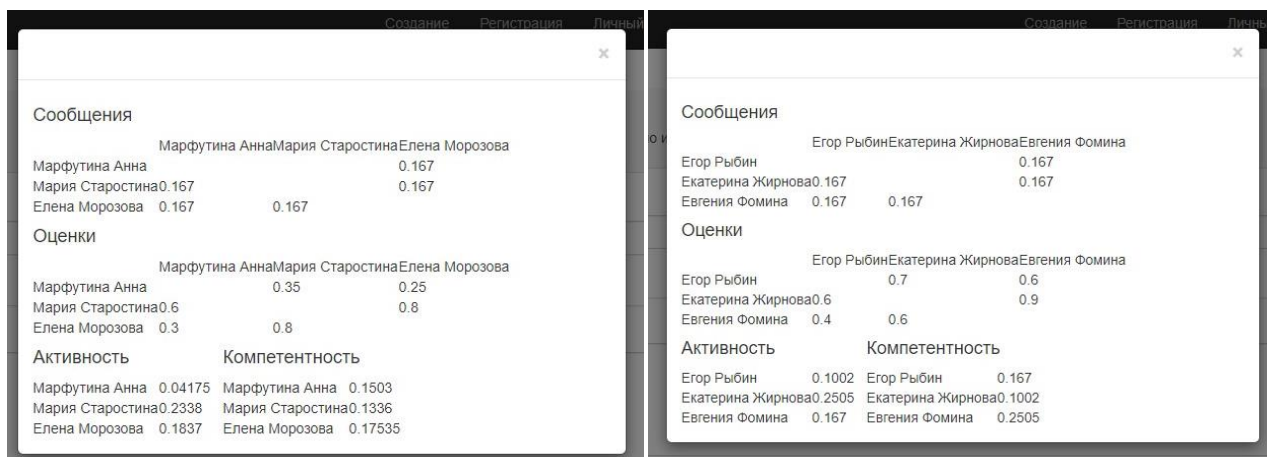 Создание Регистрация Личный
×
Сообщения
Марфутина Анна Мария Старостина Елена Морозова
Марфутина Анна 0.167
Мария Старостина 0.167 0.167
Елена Морозова 0.167 0.167
Оценки
Марфутина Анна Мария Старостина Елена Морозова
Марфутина Анна 0.35 0.25
Мария Старостина 0.6 0.8
Елена Морозова 0.3 0.8
Активность Компетентность
Марфутина Анна 0.04175 Марфутина Анна 0.1503
Мария Старостина 0.2338 Мария Старостина 0.1336
Елена Морозова 0.1837 Елена Морозова 0.17535
Создание Регистрация
×
Сообщения
Егор Рыбин Екатерина Жирнова Евгения Фомина
Егор Рыбин 0.167
Екатерина Жирнова 0.167 0.167
Евгения Фомина 0.167 0.167
Оценки
Егор Рыбин Екатерина Жирнова Евгения Фомина
Егор Рыбин 0.7 0.6
Екатерина Жирнова 0.6 0.9
Евгения Фомина 0.4 0.6
Активность Компетентность
Егор Рыбин 0.1002 Егор Рыбин 0.167
Екатерина Жирнова 0.2505 Екатерина Жирнова 0.1002
Евгения Фомина 0.167 Евгения Фомина 0.2505